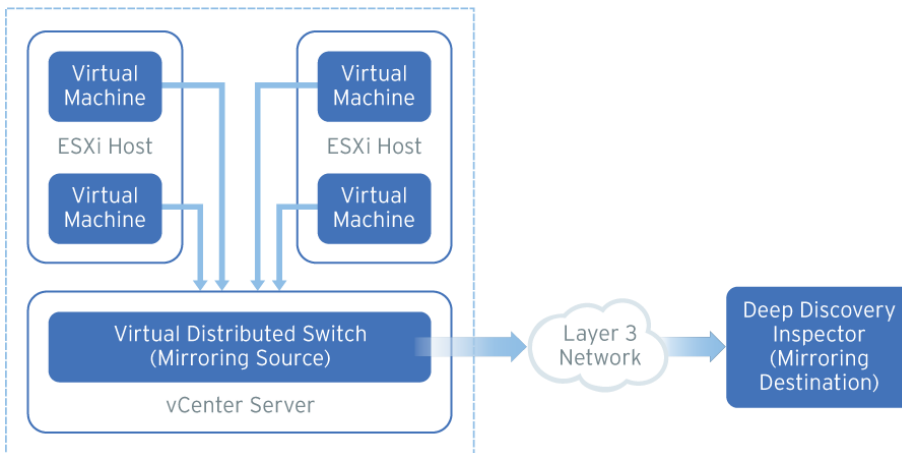 Virtual
Machine
ESXi Host
Virtual
Machine
Virtual
Machine
ESXi Host
Virtual
Machine
Virtual Distributed Switch
(Mirroring Source)
vCenter Server
Layer 3
Network
Deep Discovery
Inspector
(Mirroring
Destination)